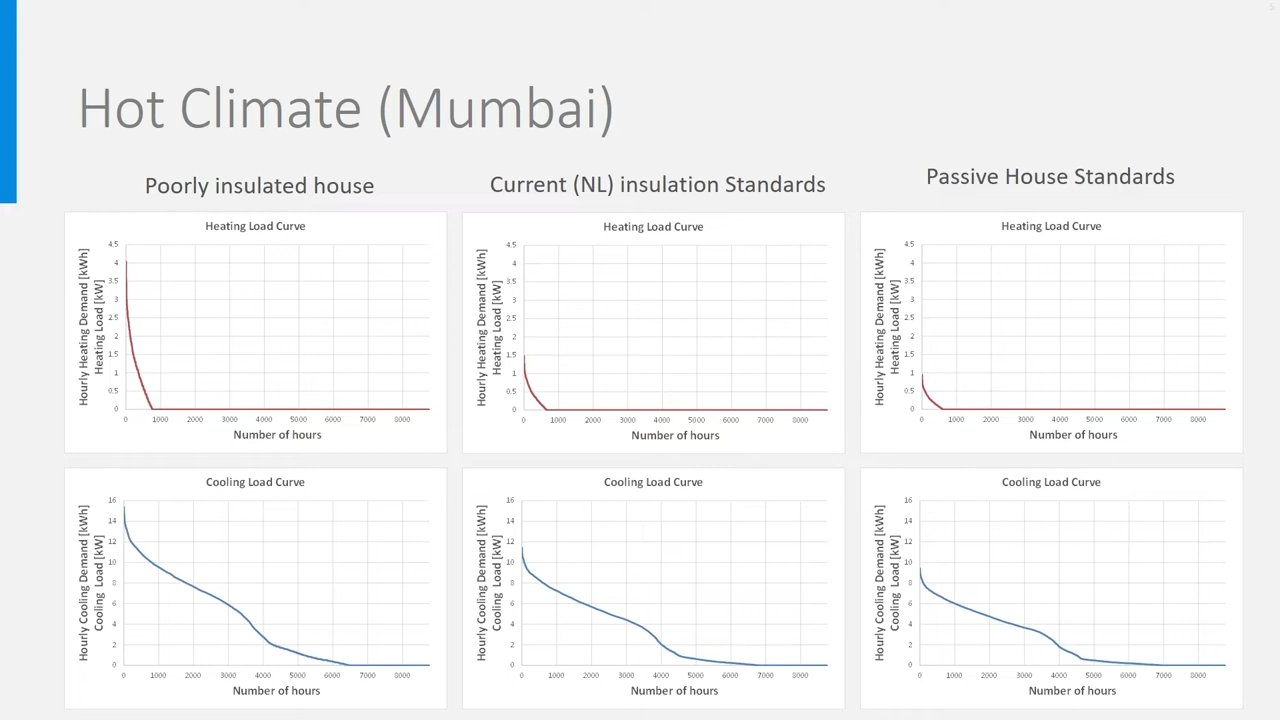 5
Hot Climate (Mumbai)
Poorly insulated house
Current (NL) insulation Standards
Passive House Standards
Heating Load Curve
Hourly Heating Demand [kWh]
Heating Load [kW]
4.5
4
3.5
3
2.5
2
1.5
1
0.5
0
0 1000 2000 3000 4000 5000 6000 7000 8000
Number of hours
Heating Load Curve
Hourly Heating Demand [kWh]
Heating Load [kW]
4.5
4
3.5
3
2.5
2
1.5
1
0.5
0
0 1000 2000 3000 4000 5000 6000 7000 8000
Number of hours
Heating Load Curve
Hourly Heating Demand [kWh]
Heating Load [kW]
4.5
4
3.5
3
2.5
2
1.5
1
0.5
0
0 1000 2000 3000 4000 5000 6000 7000 8000
Number of hours
Cooling Load Curve
Hourly Cooling Demand [kWh]
Cooling Load [kW]
16
14
12
10
8
6
4
2
0
0 1000 2000 3000 4000 5000 6000 7000 8000
Number of hours
Cooling Load Curve
Hourly Cooling Demand [kWh]
Cooling Load [kW]
16
14
12
10
8
6
4
2
0
0 1000 2000 3000 4000 5000 6000 7000 8000
Number of hours
Cooling Load Curve
Hourly Cooling Demand [kWh]
Cooling Load [kW]
16
14
12
10
8
6
4
2
0
0 1000 2000 3000 4000 5000 6000 7000 8000
Number of hours